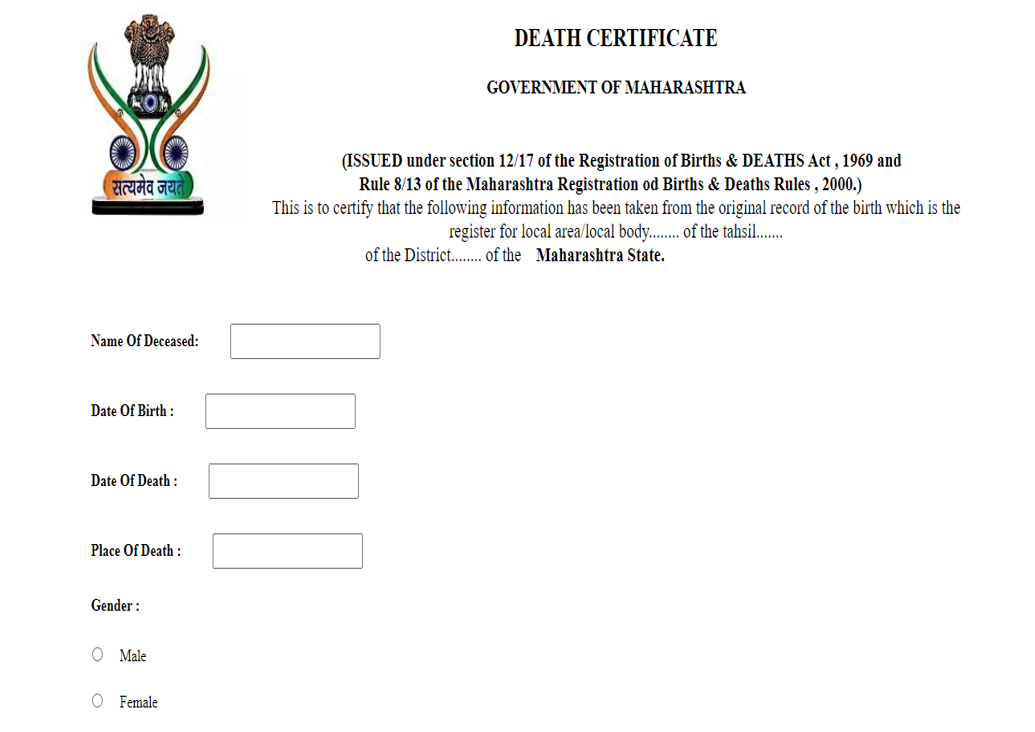 सत्यमेव जयते
DEATH CERTIFICATE
GOVERNMENT OF MAHARASHTRA
(ISSUED under section 12/17 of the Registration of Births & DEATHS Act , 1969 and
Rule 8/13 of the Maharashtra Registration od Births & Deaths Rules , 2000.)
This is to certify that the following information has been taken from the original record of the birth which is the
register for local area/local body........ of the tahsil.......
of the District........ of the Maharashtra State.
Name Of Deceased:
Date Of Birth :
Date Of Death :
Place Of Death :
Gender :
Male
Female